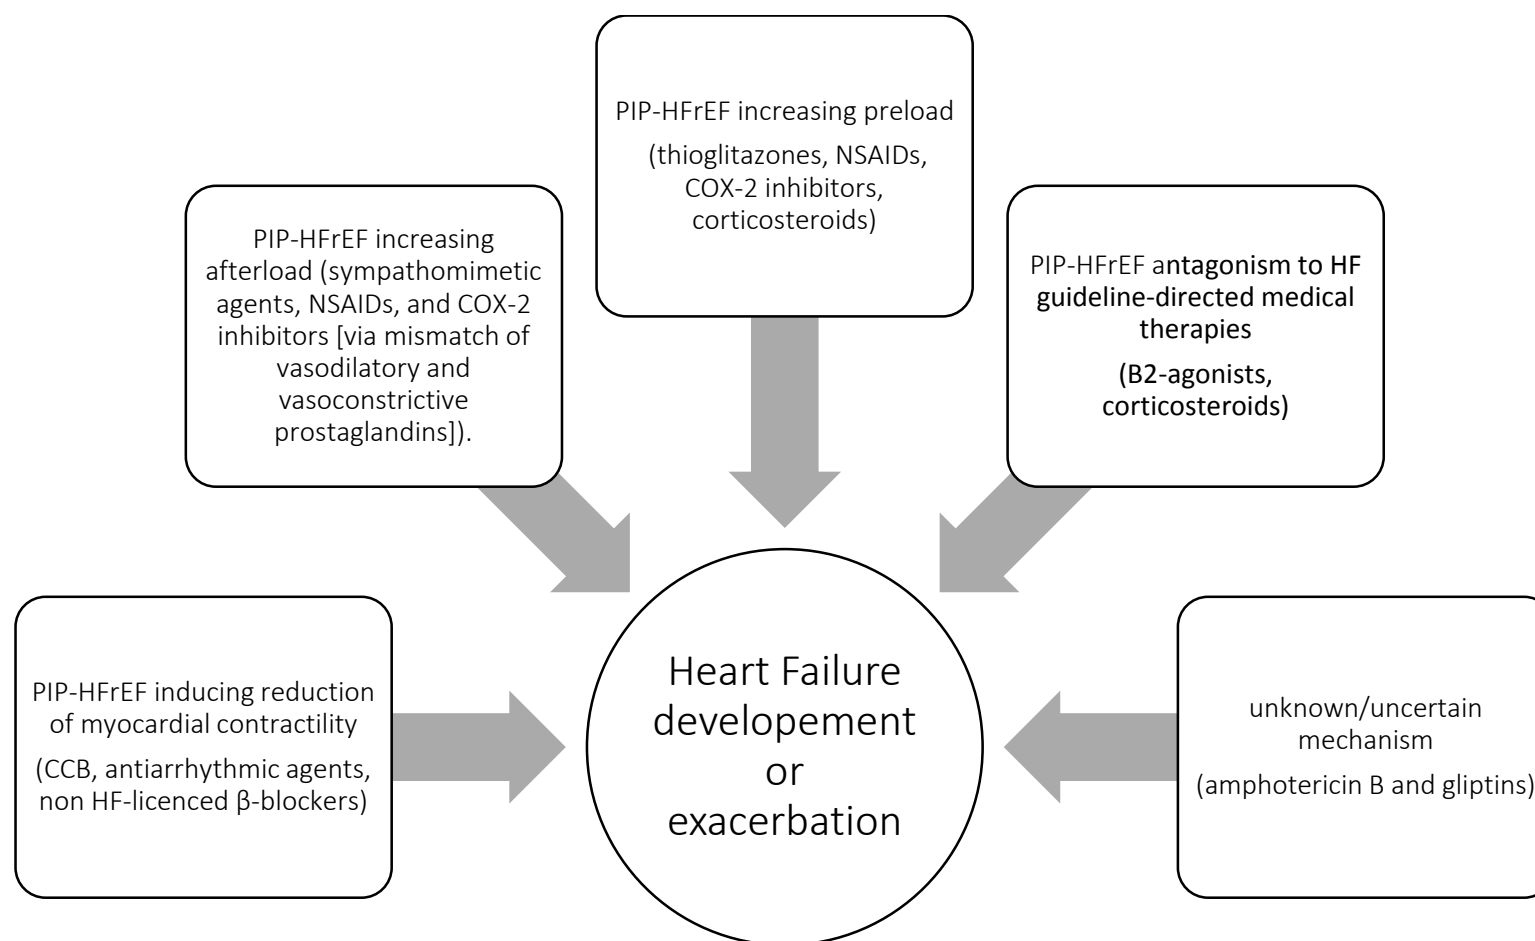 PIP-HFrEF increasing preload
(thioglitazones, NSAIDs,
COX-2 inhibitors,
corticosteroids)
PIP-HFrEF increasing
afterload (sympathomimetic
agents, NSAIDs, and COX-2
inhibitors [via mismatch of
vasodilatory and
vasoconstrictive
prostaglandins]).
PIP-HFrEF antagonism to HF
guideline-directed medical
therapies
(B2-agonists,
corticosteroids)
PIP-HFrEF inducing reduction
of myocardial contractility
(CCB, antiarrhythmic agents,
non HF-licenced β-blockers)
Heart Failure
developement
or
exacerbation
unknown/uncertain
mechanism
(amphotericin B and gliptins)